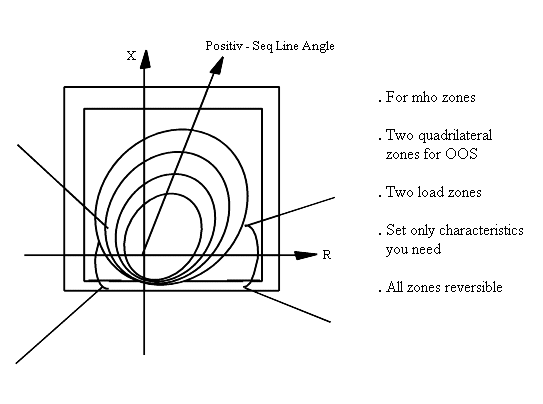 Positiv - Seq Line Angle
X
R
. For mho zones
. Two quadrilateral
zones for OOS
. Two load zones
. Set only characteristics
you need
. All zones reversible